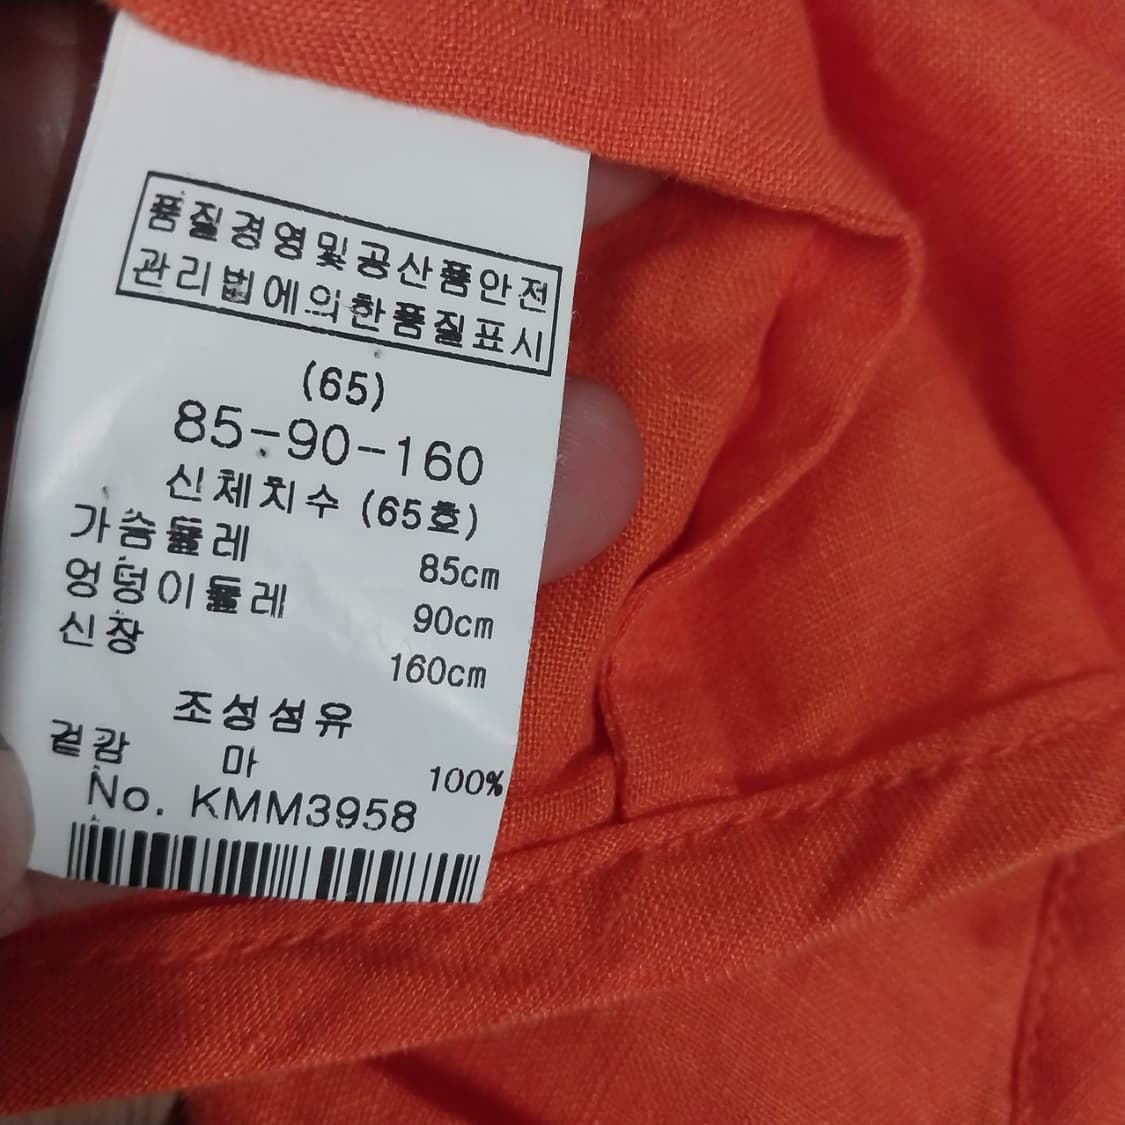 품질경영및공산품안전
관리법에의한품질표시
(65)
85-90-160
신체치수 (65호)
가슴둘레 85cm
엉덩이둘레 90cm
신장 160cm
조성섬유
겉감 마 100%
No. KMM3958